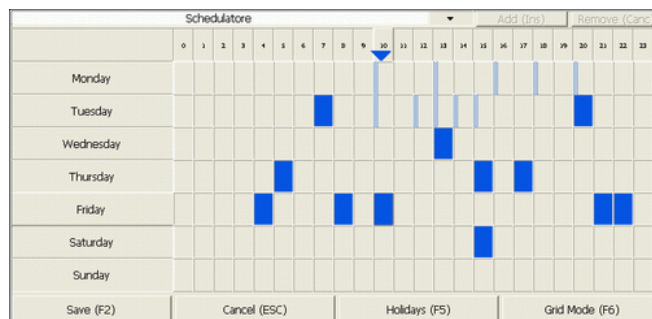 Schedulatore Add (Ins) Remove (Canc
0 1 2 3 4 5 6 7 8 9 10 11 12 13 14 15 16 17 18 19 20 21 22 23
Monday
Tuesday
Wednesday
Thursday
Friday
Saturday
Sunday
Save (F2) Cancel (ESC) Holidays (F5) Grid Mode (F6)